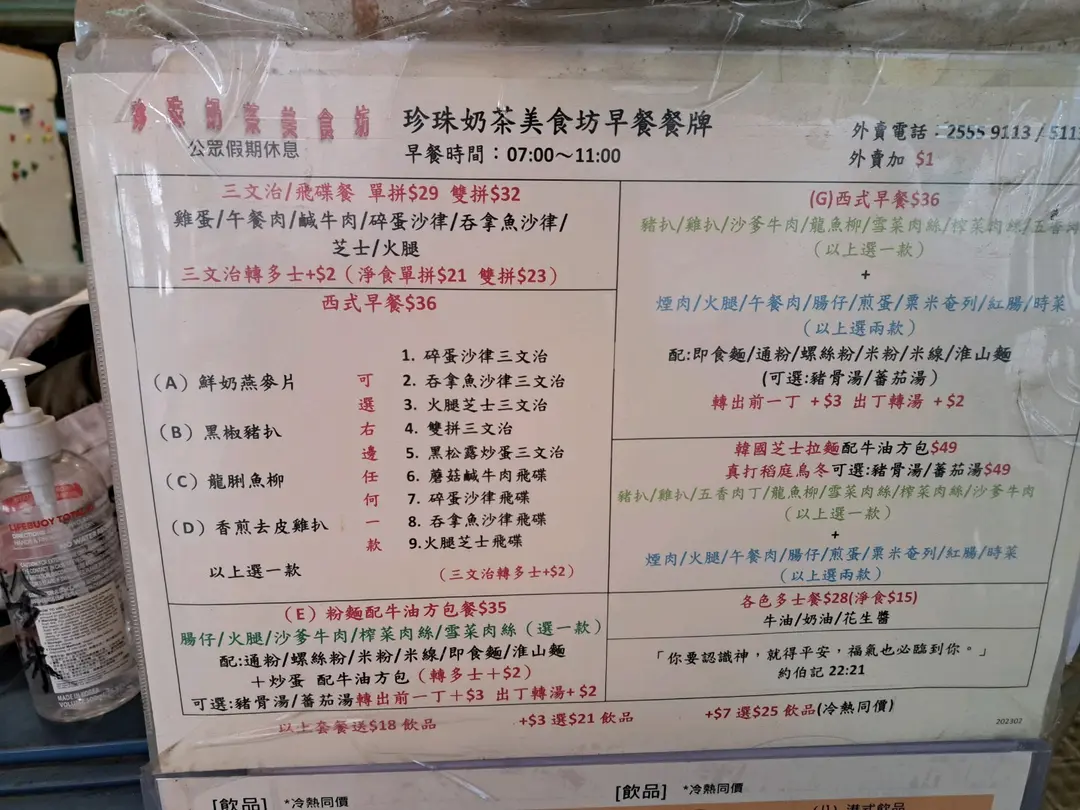 珍珠奶茶美食坊
公眾假期休息
珍珠奶茶美食坊早餐餐牌
早餐時間：07:00～11:00
外賣電話：2555 9113 / 511
外賣加 $1
三文治/飛碟餐 單拼$29 雙拼$32
雞蛋/午餐肉/鹹牛肉/碎蛋沙律/吞拿魚沙律/
芝士/火腿
三文治轉多士+$2（淨食單拼$21 雙拼$23）
西式早餐$36
（A）鮮奶燕麥片
（B）黑椒豬扒
（C）龍脷魚柳
（D）香煎去皮雞扒
以上選一款
可選右邊任何一款
1. 碎蛋沙律三文治
2. 吞拿魚沙律三文治
3. 火腿芝士三文治
4. 雙拼三文治
5. 黑松露炒蛋三文治
6. 蘑菇鹹牛肉飛碟
7. 碎蛋沙律飛碟
8. 吞拿魚沙律飛碟
9.火腿芝士飛碟
（三文治轉多士+$2）
（E）粉麵配牛油方包餐$35
腸仔/火腿/沙爹牛肉/榨菜肉絲/雪菜肉絲（選一款）
配:通粉/螺絲粉/米粉/米線/即食麵/淮山麵
＋炒蛋 配牛油方包（轉多士＋$2）
可選:豬骨湯/蕃茄湯轉出前一丁＋$3 出丁轉湯+ $2
(G)西式早餐$36
豬扒/雞扒/沙爹牛肉/龍魚柳/雪菜肉絲/榨菜肉絲/五香肉
（以上選一款）
+
煙肉/火腿/午餐肉/腸仔/煎蛋/粟米奄列/紅腸/時菜
（以上選兩款）
配:即食麵/通粉/螺絲粉/米粉/米線/淮山麵
(可選:豬骨湯/蕃茄湯）
轉出前一丁 +$3 出丁轉湯 +$2
韓國芝士拉麵配牛油方包$49
真打稻庭烏冬可選:豬骨湯/蕃茄湯$49
豬扒/雞扒/五香肉丁/龍魚柳/雪菜肉絲/榨菜肉絲/沙爹牛肉
（以上選一款）
+
煙肉/火腿/午餐肉/腸仔/煎蛋/粟米奄列/紅腸/時菜
（以上選兩款）
各色多士餐$28(淨食$15)
牛油/奶油/花生醬
「你要認識神，就得平安，福氣也必臨到你。」
約伯記 22:21
以上套餐送$18 飲品 +$3 選$21 飲品 +$7 選$25 飲品(冷熱同價)
202302
[飲品] *冷熱同價
[飲品] *冷熱同價
港式飲品
LIFEBUOY TOTAL
MADE IN KOREA